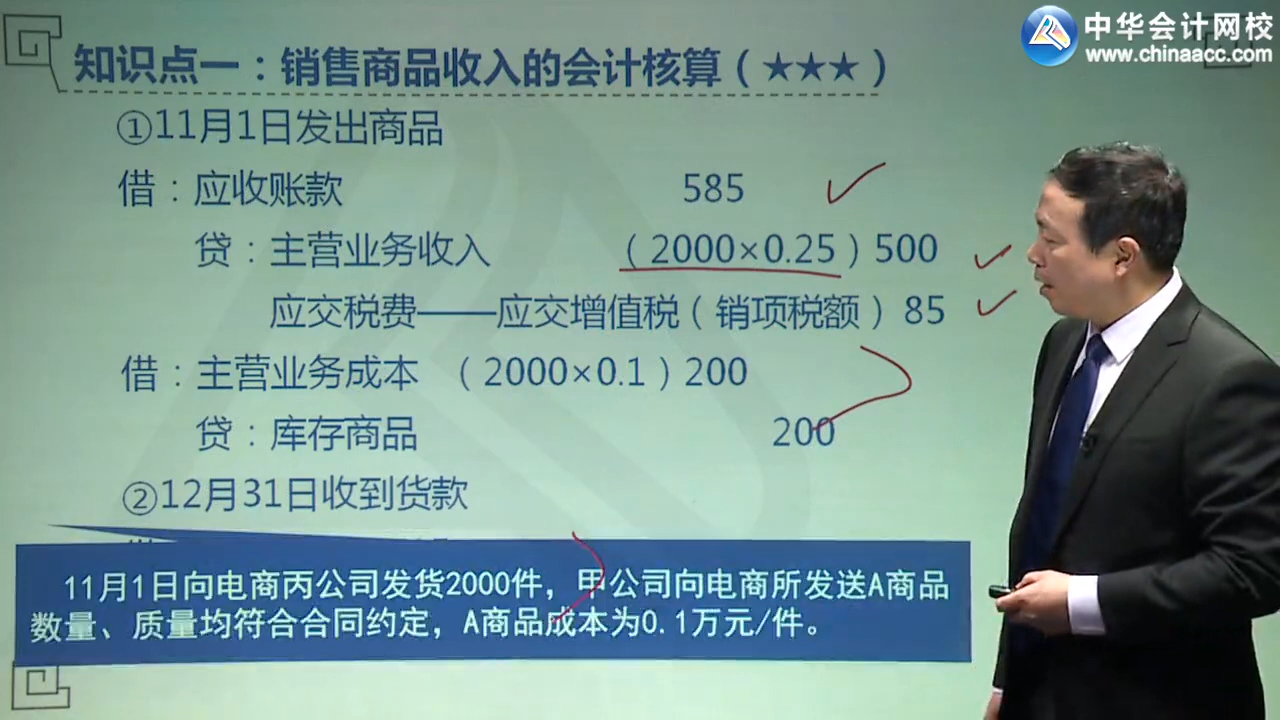 中华会计网校
www.chinaacc.com
知识点一：销售商品收入的会计核算（★★★）
①11月1日发出商品
借：应收账款 585
贷：主营业务收入 （2000×0.25）500
应交税费——应交增值税（销项税额）85
借：主营业务成本 （2000×0.1）200
贷：库存商品 200
②12月31日收到货款
11月1日向电商丙公司发货2000件，甲公司向电商所发送A商品
数量、质量均符合合同约定，A商品成本为0.1万元/件。